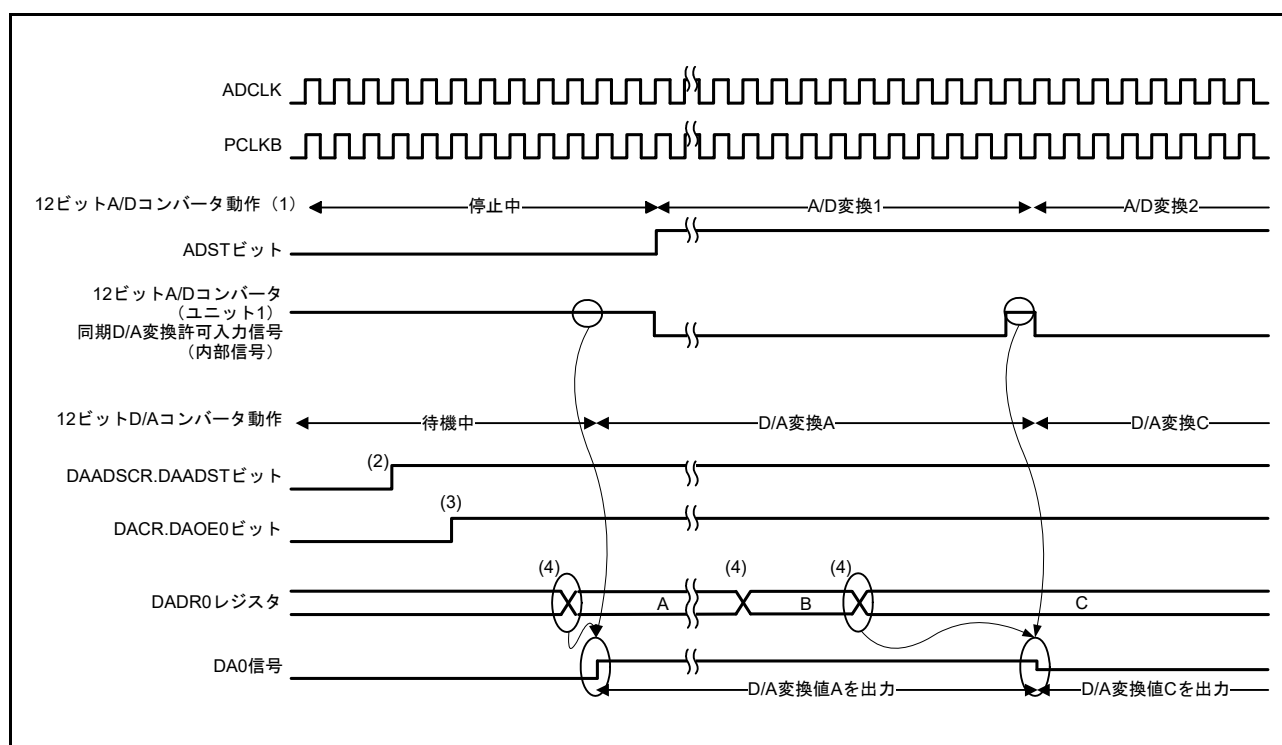 ADCLK
PCLKB
12ビットA/Dコンバータ動作（1） 停止中 A/D変換1 A/D変換2
ADSTビット
12ビットA/Dコンバータ
（ユニット1）
同期D/A変換許可入力信号
（内部信号）
12ビットD/Aコンバータ動作 待機中 D/A変換A D/A変換C
(2)
DAADSCR.DAADSTビット
(3)
DACR.DAOE0ビット
(4) (4) (4)
DADR0レジスタ A B C
DA0信号
D/A変換値Aを出力 D/A変換値Cを出力